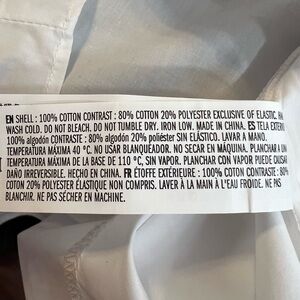 EN SHELL : 100% COTTON CONTRAST : 80% COTTON 20% POLYESTER EXCLUSIVE OF ELASTIC.
WASH COLD. DO NOT BLEACH. DO NOT TUMBLE DRY. IRON LOW. MADE IN CHINA. ES TELA EXTERI
100% algodón CONTRASTE : 80% algodón 20% poliéster SIN ELÁSTICO. LAVAR A MANO.
TEMPERATURA MÁXIMA 40 °C. NO USAR BLANQUEADOR. NO SECAR EN MÁQUINA. PLANCHAR A UN
TEMPERATURA MÁXIMA DE LA BASE DE 110 °C, SIN VAPOR. PLANCHAR CON VAPOR PUEDE CAUSAR
DAÑO IRREVERSIBLE. HECHO EN CHINA. FR ÉTOFFE EXTÉRIEURE : 100% COTON CONTRASTE : 80%
COTON 20% POLYESTER ÉLASTIQUE NON COMPRIS. LAVER À LA MAIN À L'EAU FROIDE. NE PAS
BLANCHIR. NE PAS SÉCHER EN MACHINE.